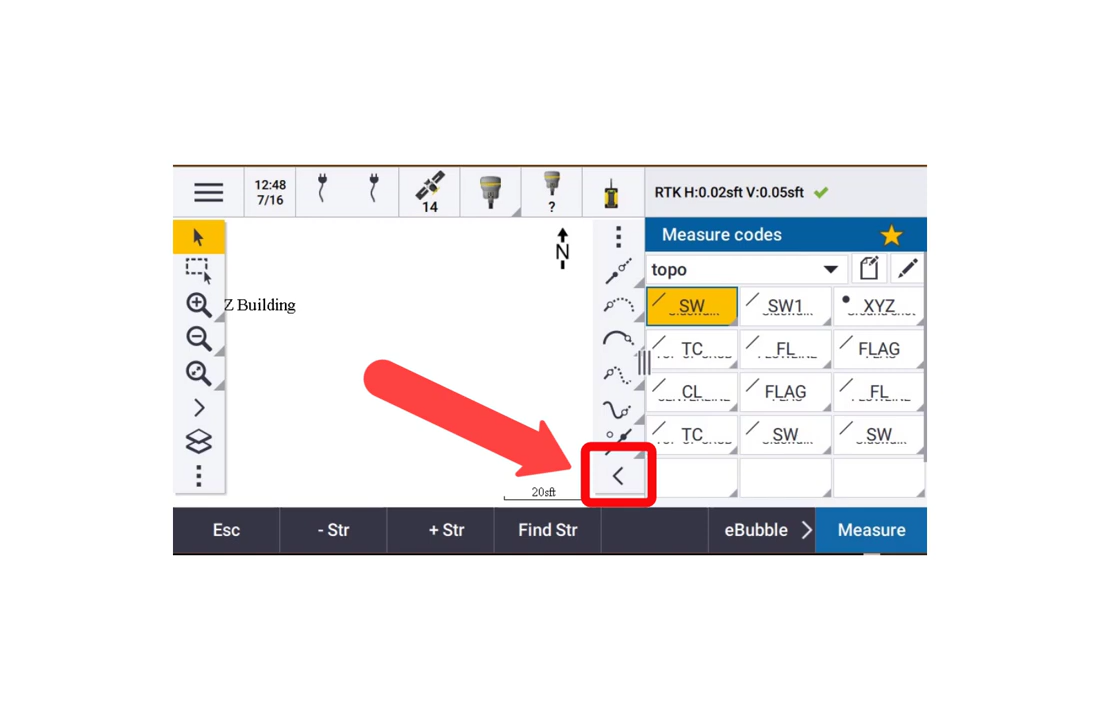 12:48
7/16
14
?
RTK H:0.02sft V:0.05sft
Measure codes
N
topo
Z Building
SW
SW1
XYZ
TC
FL
FLAG
CL
FLAG
FL
TC
SW
SW
20sft
Esc
- Str
+ Str
Find Str
eBubble
Measure